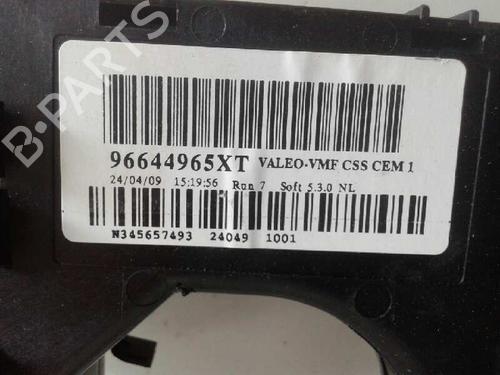 B-PARTS
96644965XT VALEO-VMF CSS CEM 1
24/04/09 15:19:56 Run 7 Soft 5.3.0 NL
N345657493 24049 1001